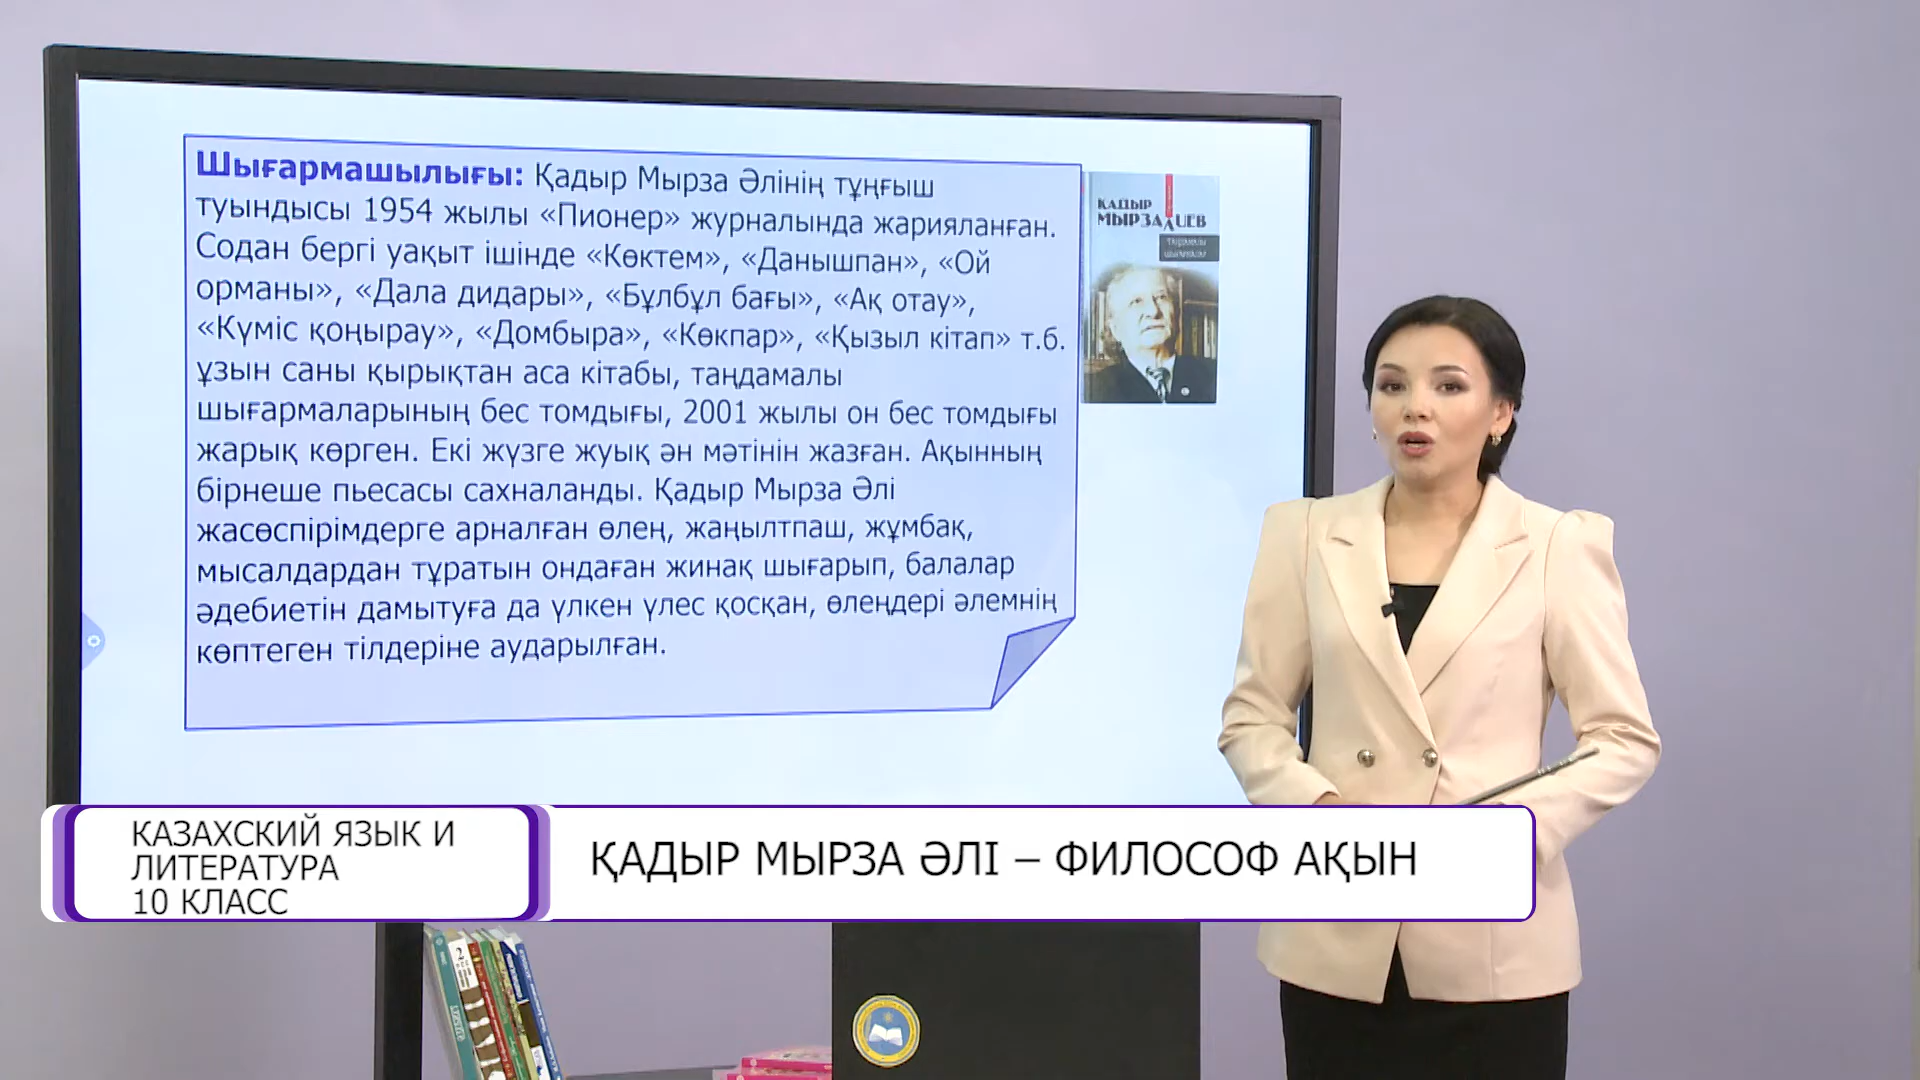 Шығармашылығы: Қадыр Мырза Әлінің тұңғыш
туындысы 1954 жылы «Пионер» журналында жарияланған.
Содан бергі уақыт ішінде «Көктем», «Данышпан», «Ой
орманы», «Дала дидары», «Бұлбұл бағы», «Ақ отау»,
«Күміс қоңырау», «Домбыра», «Көкпар», «Қызыл кітап» т.б.
ұзын саны қырықтан аса кітабы, таңдамалы
шығармаларының бес томдығы, 2001 жылы он бес томдығы
жарық көрген. Екі жүзге жуық ән мәтінін жазған. Ақынның
бірнеше пьесасы сахналанды. Қадыр Мырза Әлі
жасөспірімдерге арналған өлең, жаңылтпаш, жұмбақ,
мысалдардан тұратын ондаған жинақ шығарып, балалар
әдебиетін дамытуға да үлкен үлес қосқан, өлеңдері әлемнің
көптеген тілдеріне аударылған.
ҚАДЫР
МЫРЗАЛИЕВ
КАЗАХСКИЙ ЯЗЫК И
ЛИТЕРАТУРА
10 КЛАСС
ҚАДЫР МЫРЗА ӘЛІ – ФИЛОСОФ АҚЫН
2